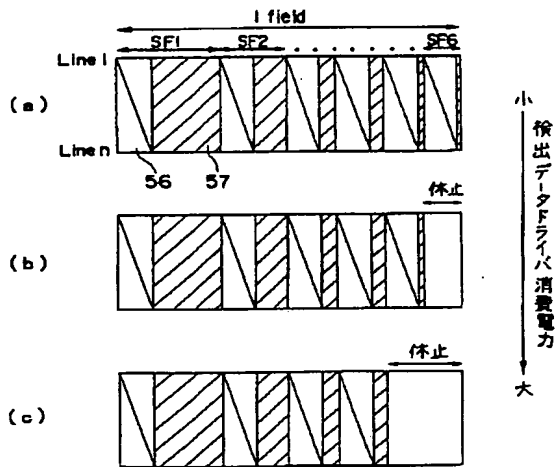 1 field
SF1 SF2 • • • • • • • SF6
Line 1
(a)
Line n
56 57
休止
(b)
休止
(c)
小
検出データドライバ消費電力
大